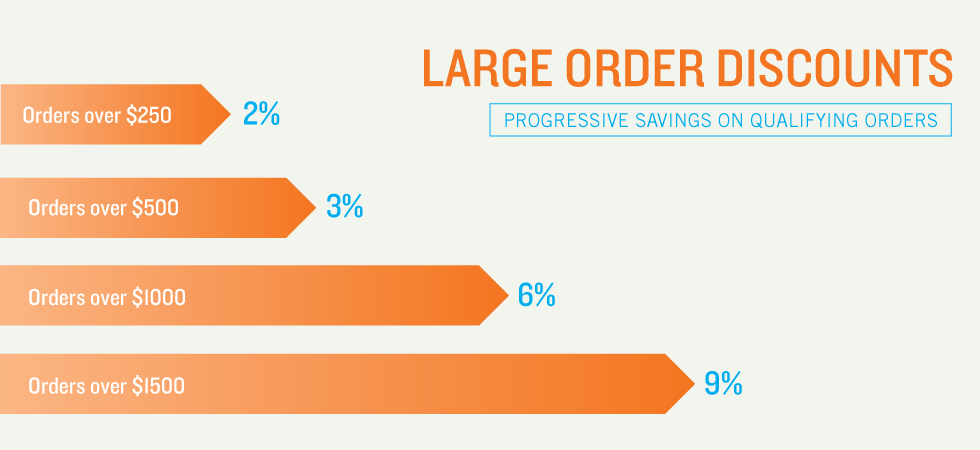 LARGE ORDER DISCOUNTS
PROGRESSIVE SAVINGS ON QUALIFYING ORDERS
Orders over $250 2%
Orders over $500 3%
Orders over $1000 6%
Orders over $1500 9%